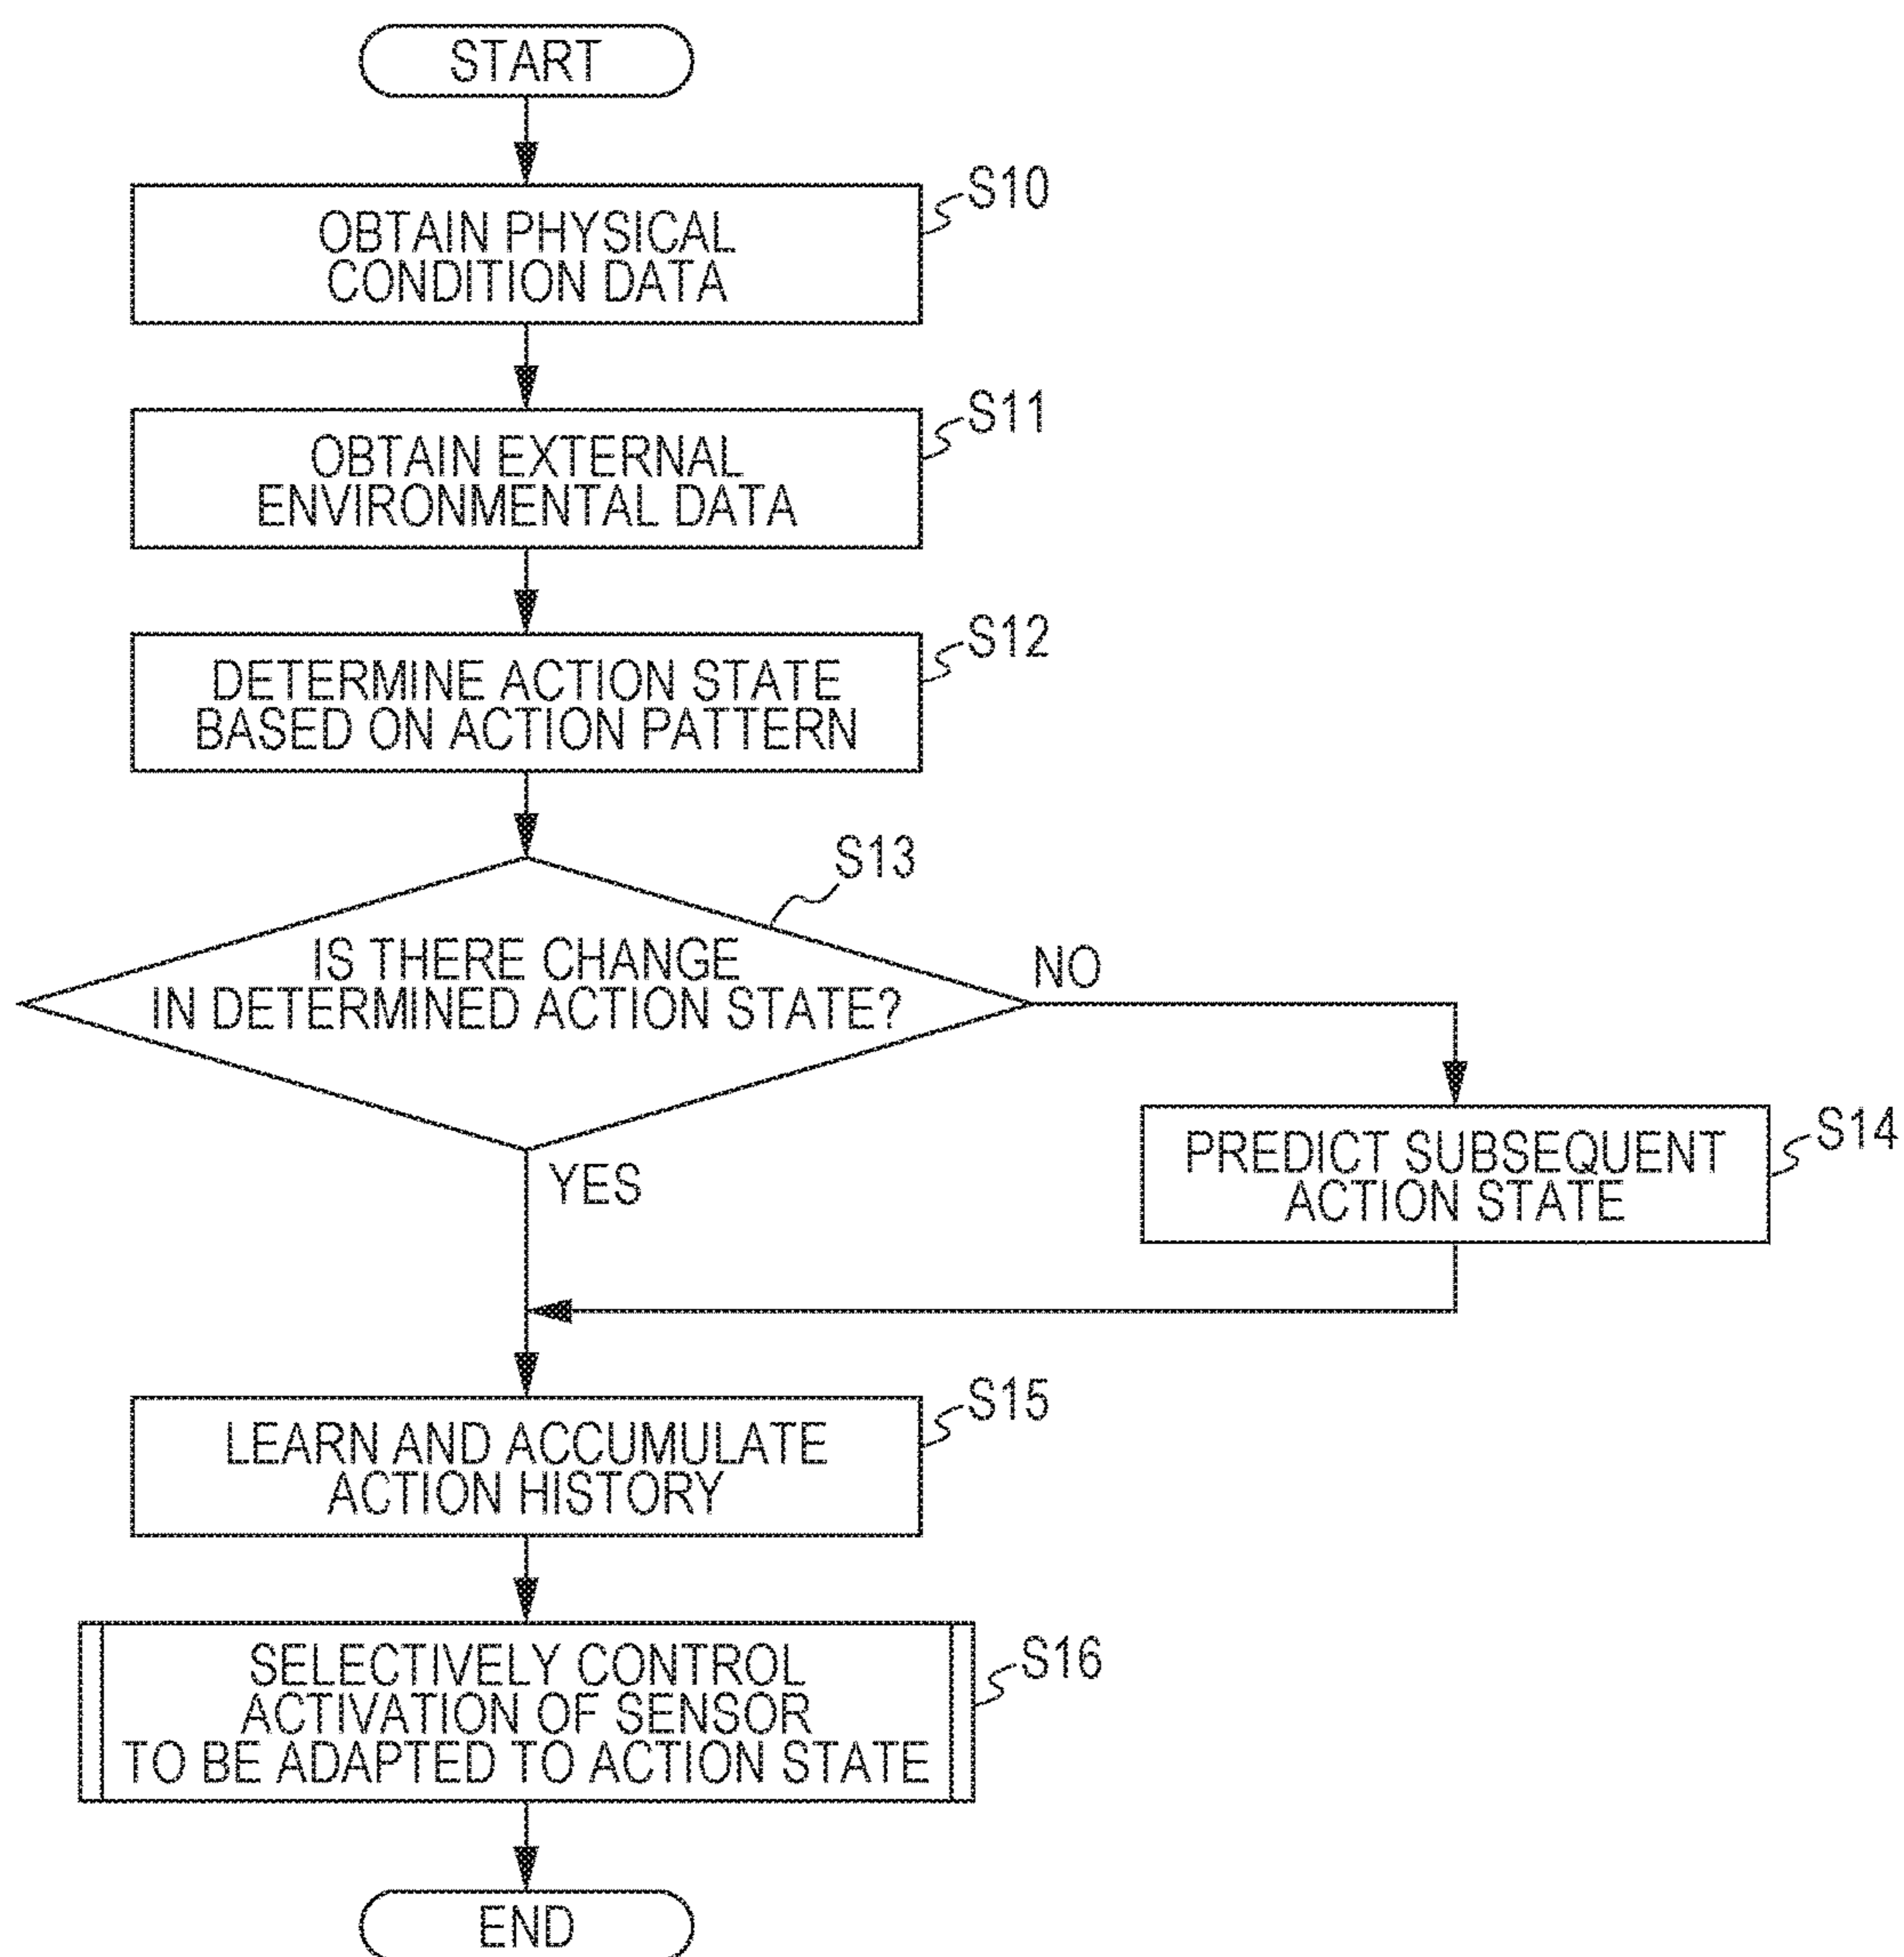 START
S10
OBTAIN PHYSICAL
CONDITION DATA
S11
OBTAIN EXTERNAL
ENVIRONMENTAL DATA
S12
DETERMINE ACTION STATE
BASED ON ACTION PATTERN
S13
IS THERE CHANGE
IN DETERMINED ACTION STATE?
NO
YES
S14
PREDICT SUBSEQUENT
ACTION STATE
S15
LEARN AND ACCUMULATE
ACTION HISTORY
S16
SELECTIVELY CONTROL
ACTIVATION OF SENSOR
TO BE ADAPTED TO ACTION STATE
END